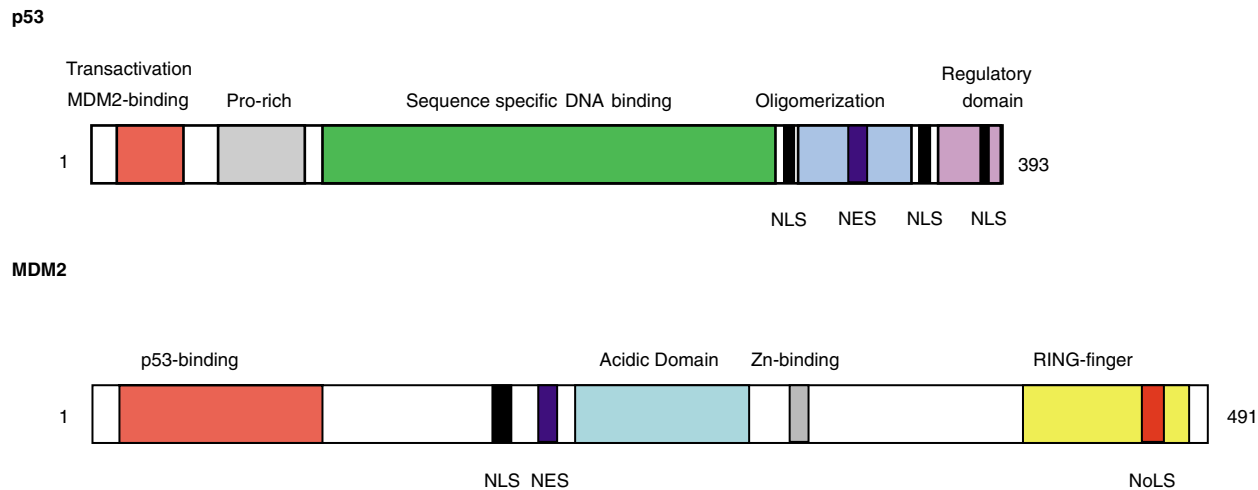 p53
Transactivation
MDM2-binding
Pro-rich
Sequence specific DNA binding
Oligomerization
Regulatory
domain
1
393
NLS
NES
NLS
NLS
MDM2
p53-binding
Acidic Domain
Zn-binding
RING-finger
1
491
NLS
NES
NoLS